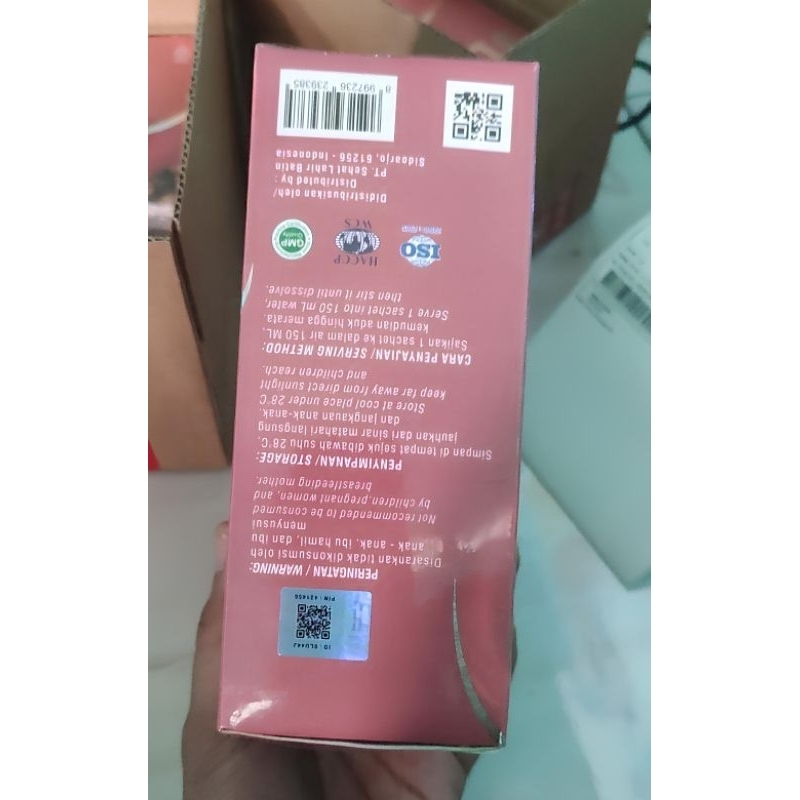 PERINGATAN / WARNING:
Disarankan tidak dikonsumsi oleh
anak - anak, ibu hamil, dan ibu
menyusui
Not recommended to be consumed
by children,pregnant women, and
breastfeeding mother.
PENYIMPANAN/ STORAGE:
Simpan di tempat sejuk dibawah suhu 28°C.
jauhkan dari sinar matahari langsung
dan jangkauan anak-anak.
Store at cool place under 28°C
keep far away from direct sunlight
and children reach.
CARA PENYAJIAN/ SERVING METHOD:
Sajikan 1 sachet ke dalam air 150 ML,
kemudian aduk hingga merata.
Serve 1 sachet into 150 mL water,
then stir it until dissolve.
ISO
HACCP
WCS
GMP
Quality
Didistribusikan oleh/
Distributed by :
PT. Sehat Lahir Batin
Sidoarjo, 61256 - Indonesia
8 997236 239385